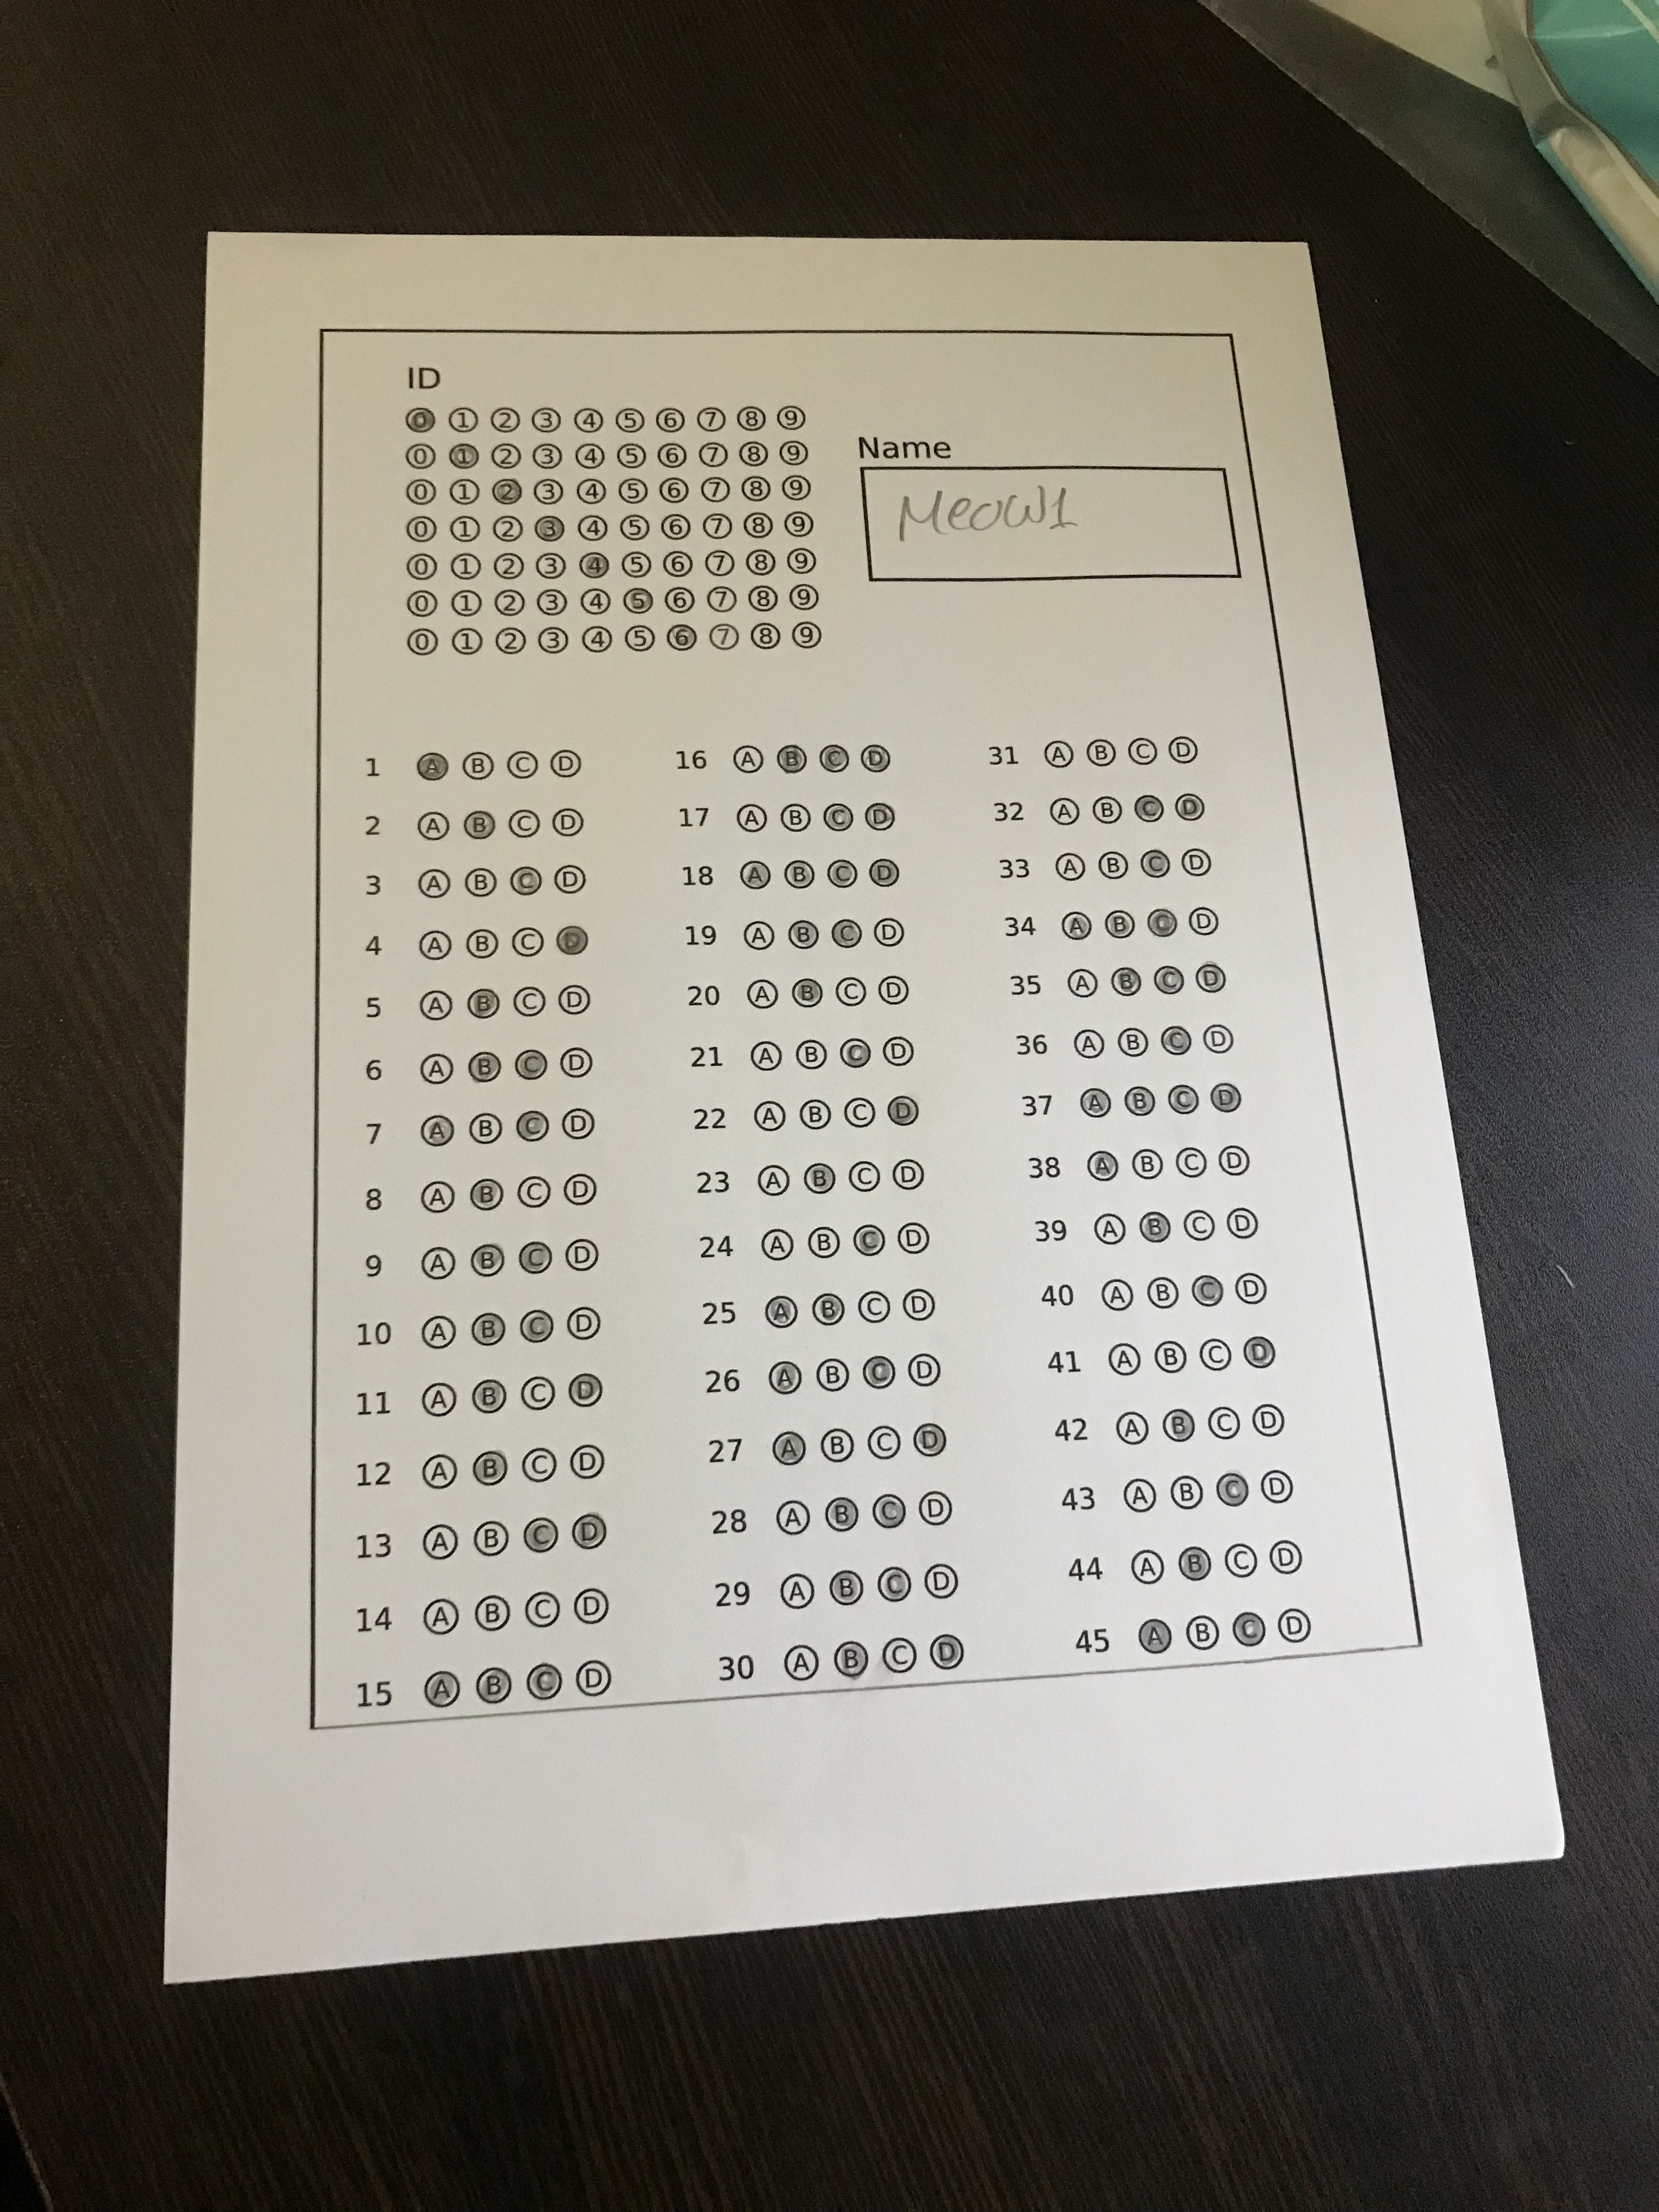 ID
0 1 2 3 4 5 6 7 8 9
0 1 2 3 4 5 6 7 8 9
0 1 2 3 4 5 6 7 8 9
0 1 2 3 4 5 6 7 8 9
0 1 2 3 4 5 6 7 8 9
0 1 2 3 4 5 6 7 8 9
0 1 2 3 4 5 6 7 8 9
Name
Meow1
1 A B C D
2 A B C D
3 A B C D
4 A B C D
5 A B C D
6 A B C D
7 A B C D
8 A B C D
9 A B C D
10 A B C D
11 A B C D
12 A B C D
13 A B C D
14 A B C D
15 A B C D
16 A B C D
17 A B C D
18 A B C D
19 A B C D
20 A B C D
21 A B C D
22 A B C D
23 A B C D
24 A B C D
25 A B C D
26 A B C D
27 A B C D
28 A B C D
29 A B C D
30 A B C D
31 A B C D
32 A B C D
33 A B C D
34 A B C D
35 A B C D
36 A B C D
37 A B C D
38 A B C D
39 A B C D
40 A B C D
41 A B C D
42 A B C D
43 A B C D
44 A B C D
45 A B C D